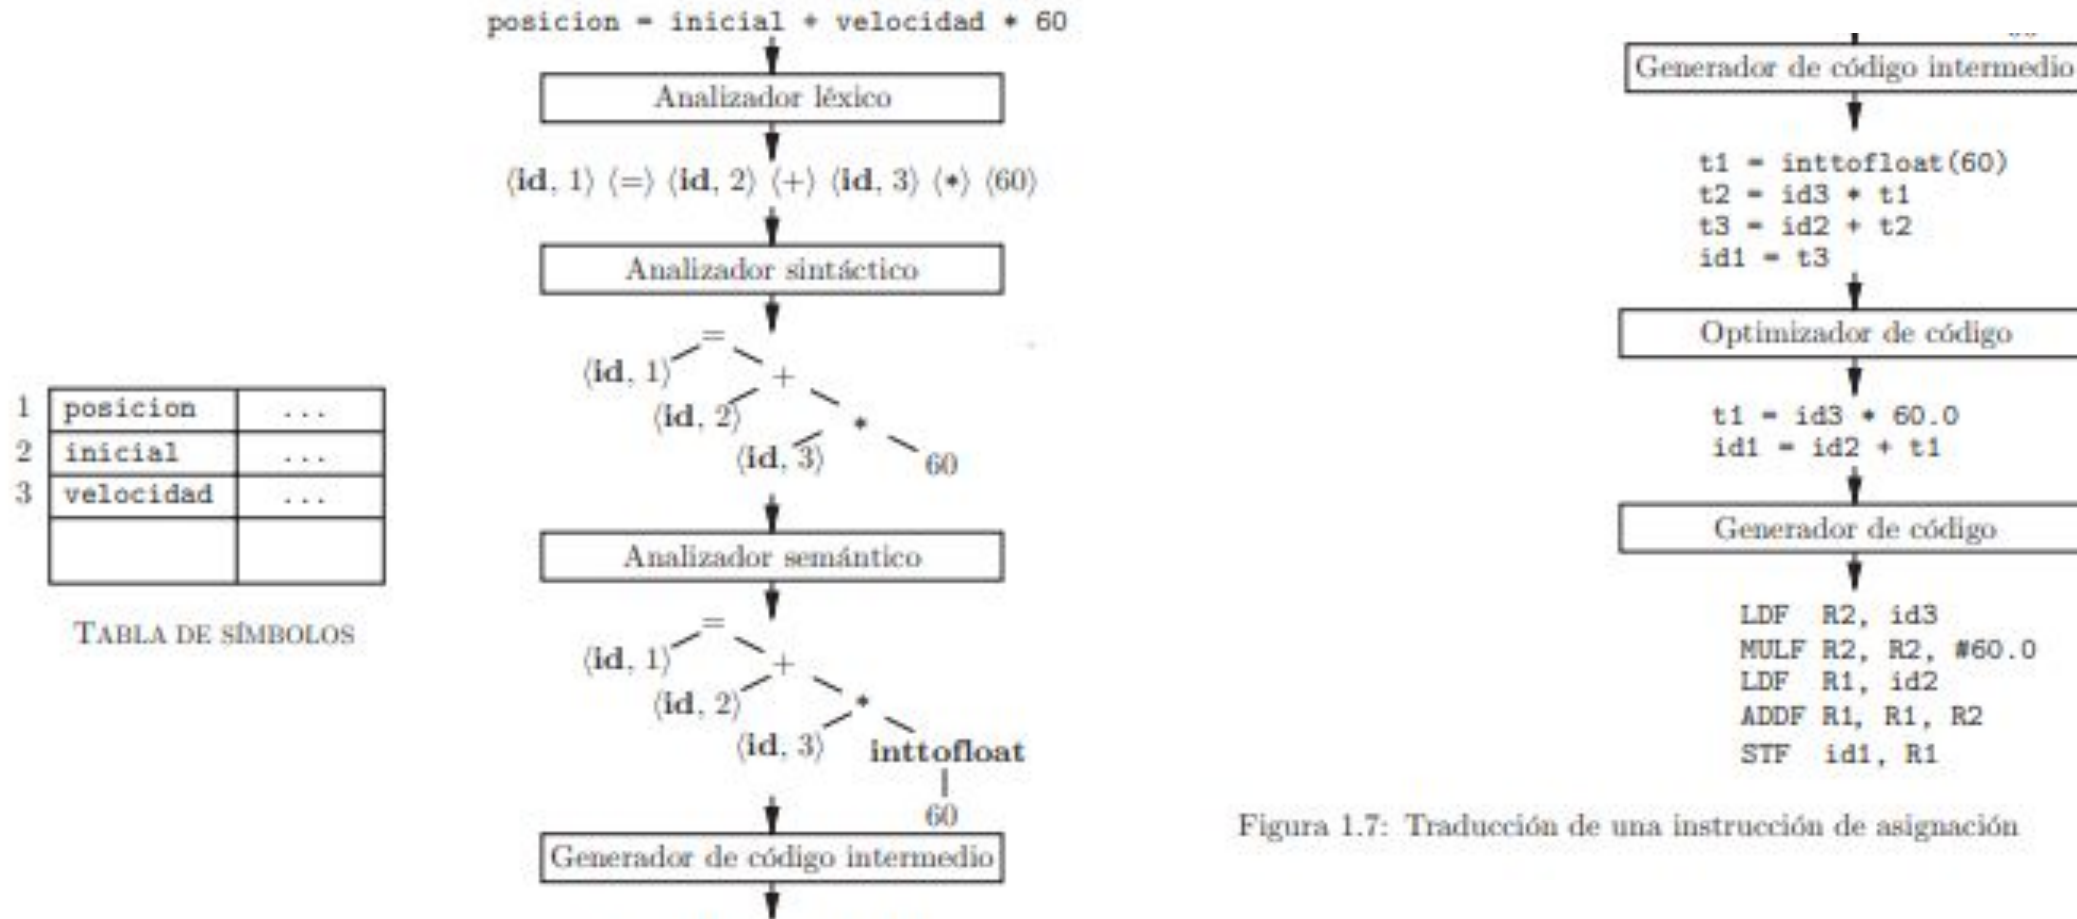 posicion = inicial + velocidad * 60
Analizador léxico
⟨id, 1⟩ ⟨=⟩ ⟨id, 2⟩ ⟨+⟩ ⟨id, 3⟩ ⟨*⟩ ⟨60⟩
Analizador sintáctico
=
⟨id, 1⟩ +
⟨id, 2⟩ *
⟨id, 3⟩ 60
1 posicion ...
2 inicial ...
3 velocidad ...
TABLA DE SÍMBOLOS
Analizador semántico
=
⟨id, 1⟩ +
⟨id, 2⟩ *
⟨id, 3⟩ inttofloat
60
Generador de código intermedio
Generador de código intermedio
t1 = inttofloat(60)
t2 = id3 * t1
t3 = id2 + t2
id1 = t3
Optimizador de código
t1 = id3 * 60.0
id1 = id2 + t1
Generador de código
LDF R2, id3
MULF R2, R2, #60.0
LDF R1, id2
ADDF R1, R1, R2
STF id1, R1
Figura 1.7: Traducción de una instrucción de asignación